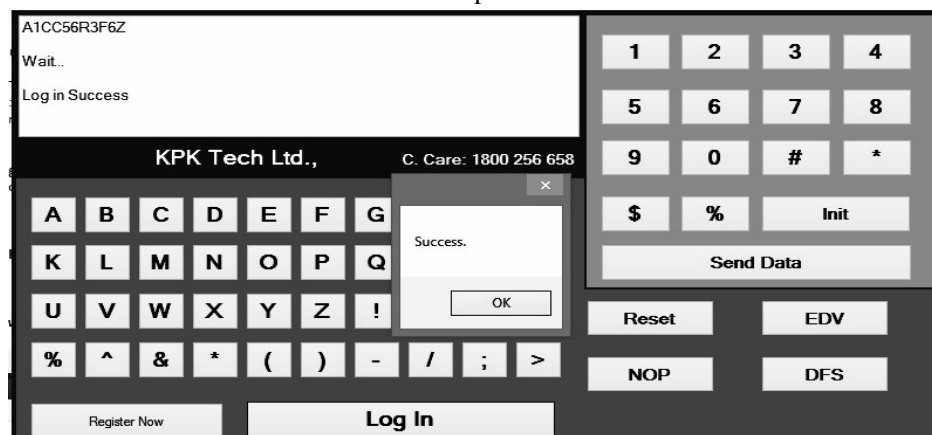 A1CC56R3F6Z
Wait..
Log in Success
KPK Tech Ltd.,
C. Care: 1800 256 658
A B C D E F G
K L M N O P Q
U V W X Y Z !
% ^ & * ( ) - / ; >
Register Now
Log In
Success.
OK
1 2 3 4
5 6 7 8
9 0 # *
$ % Init
Send Data
Reset EDV
NOP DFS